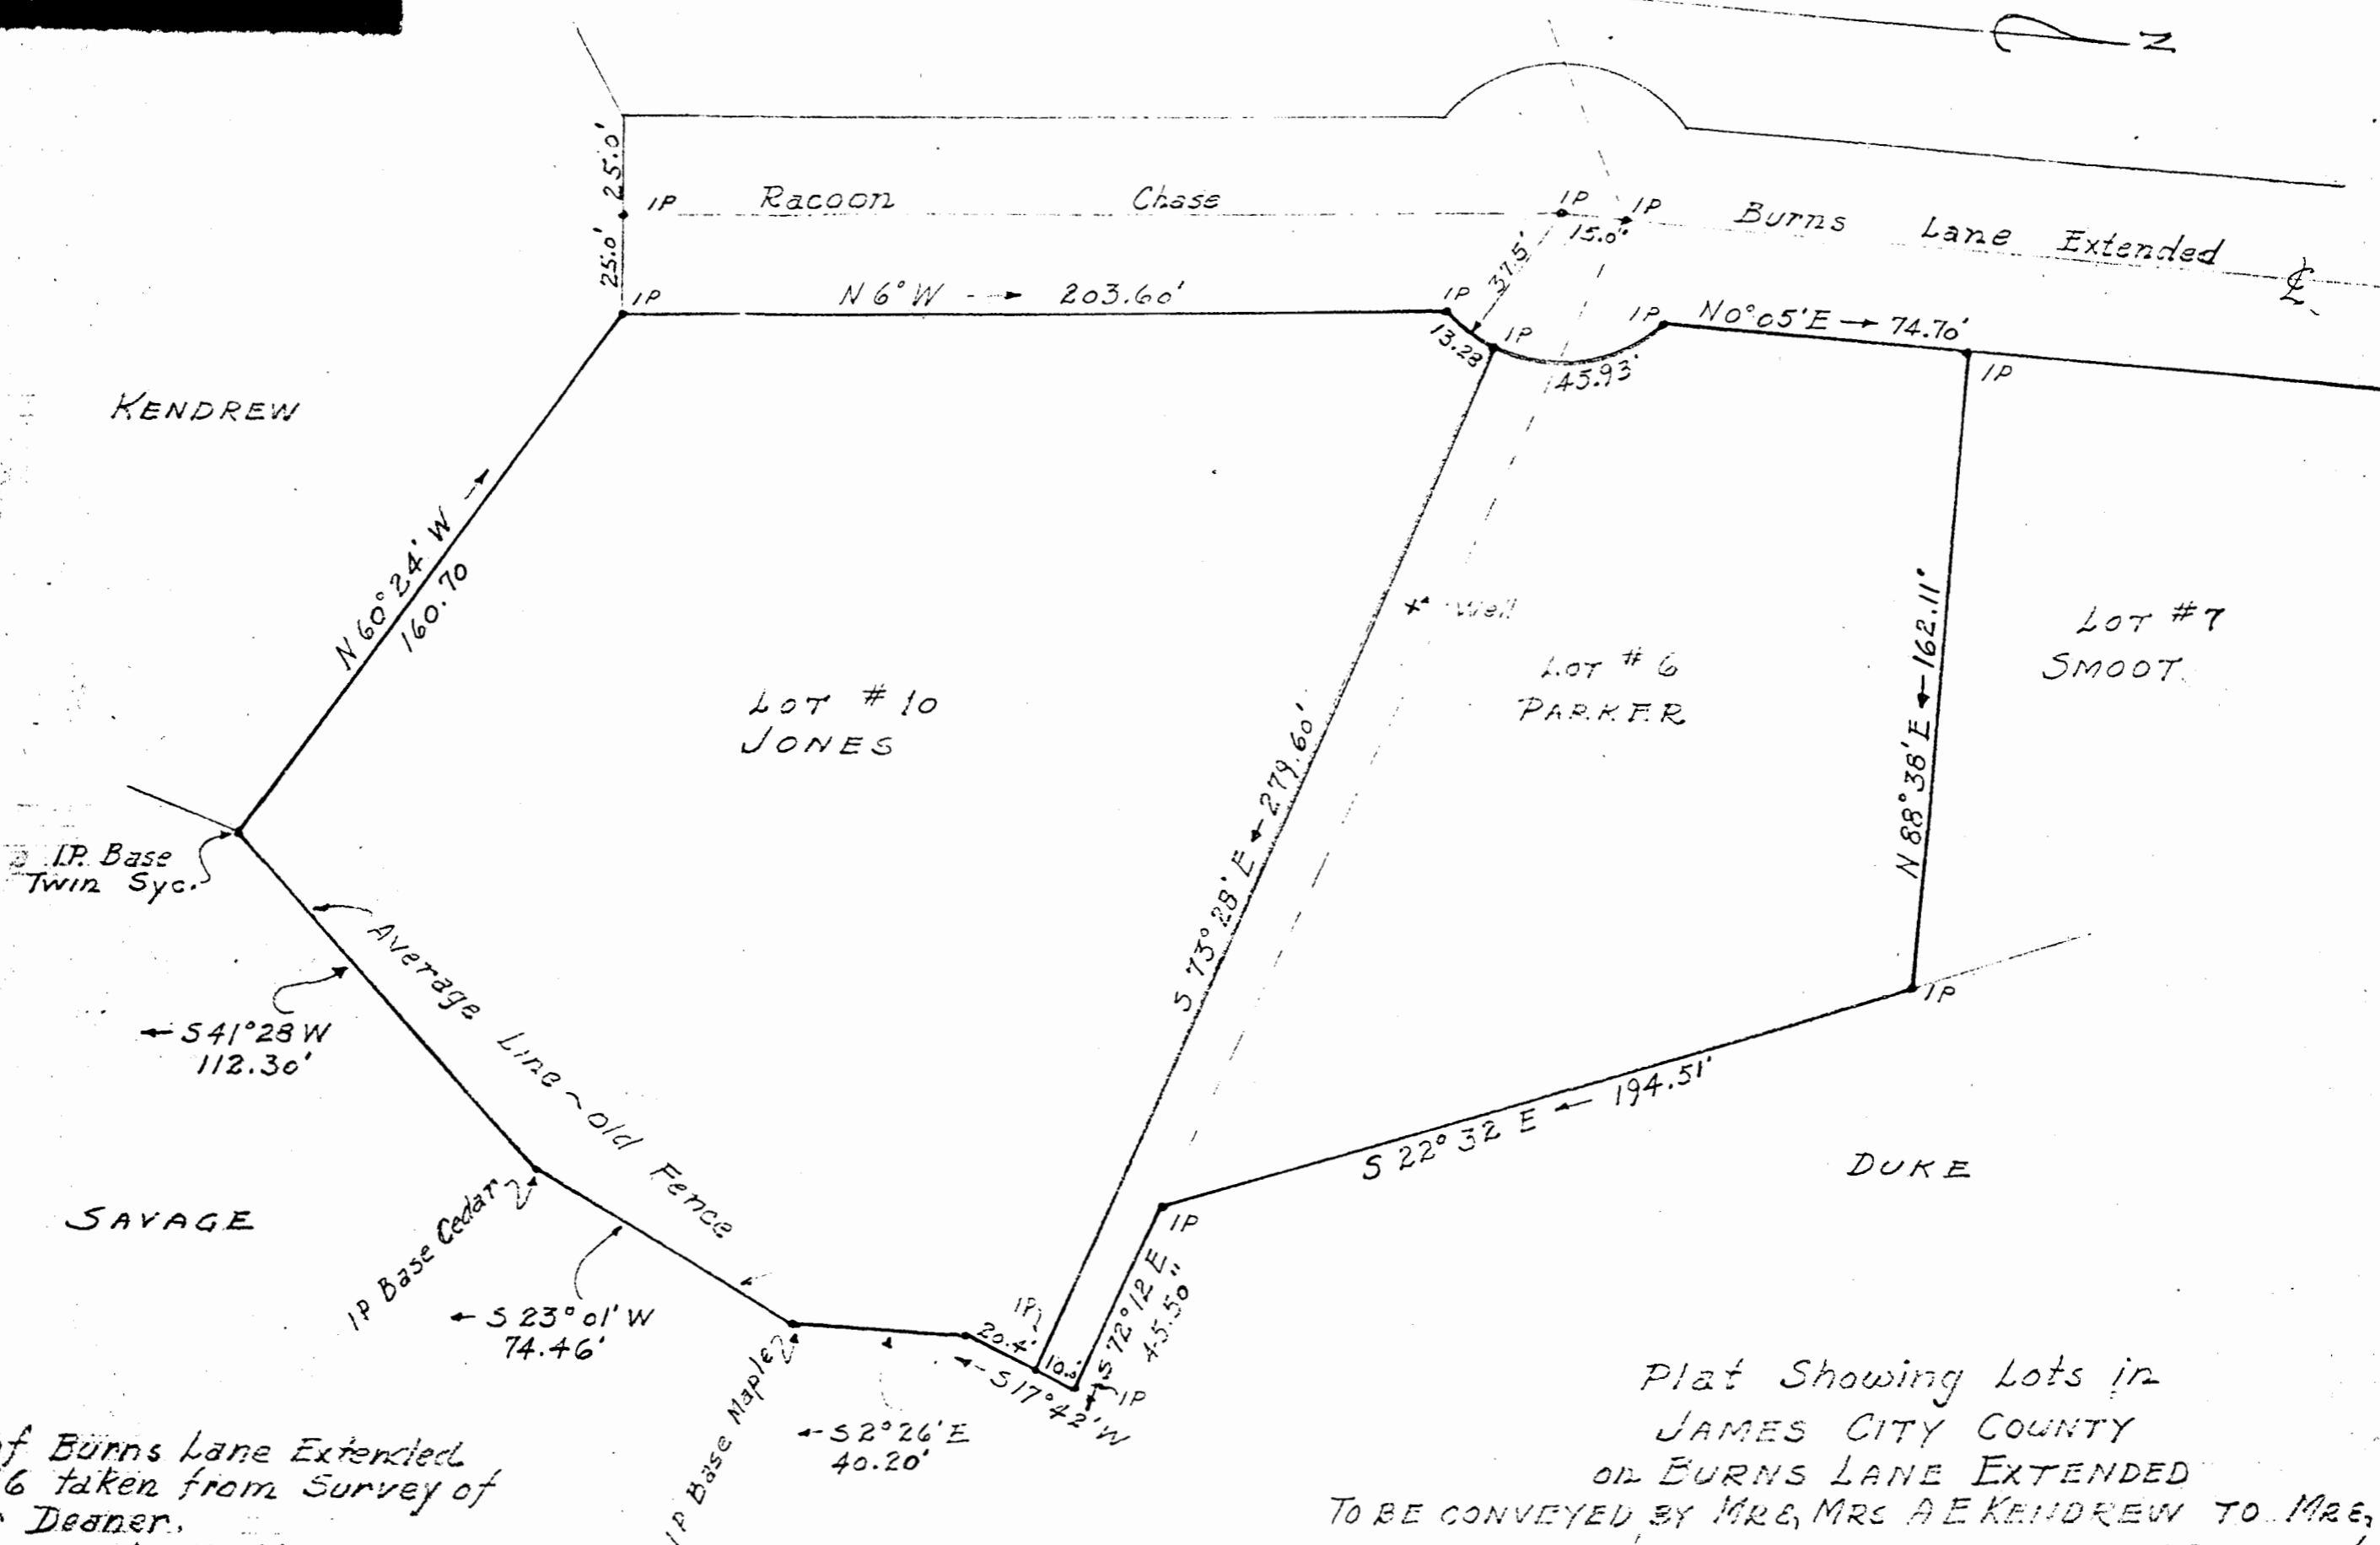 N
25.0'
IP Racoon Chase
IP
IP
15.0'
Burns Lane Extended
℄
25.0'
37.5'
IP
N 6° W → 203.60'
IP
13.28
IP
45.93'
IP
N 0° 05' E → 74.70'
IP
KENDREW
N 60° 24' W
160.70
Well
LOT # 10
JONES
LOT # 6
PARKER
LOT # 7
SMOOT
N 88° 38' E ← 162.11'
S 73° 28' E ← 279.60'
I.P. Base
Twin Syc.
Average Line ~ Old Fence
← S 41° 28 W
112.30'
IP
S 22° 32 E ← 194.51'
DUKE
SAVAGE
IP Base Cedar
← S 23° 01' W
74.46'
IP
S 72° 12 E
45.50"
IP
20.4'
10.0'
IP
← S 17° 42' W
IP Base Maple
← S 2° 26' E
40.20'
f Burns Lane Extended
6 taken from Survey of
Deaner.
Plat Showing Lots in
JAMES CITY COUNTY
on BURNS LANE EXTENDED
TO BE CONVEYED BY MR & MRS A E KENDREW TO MR &